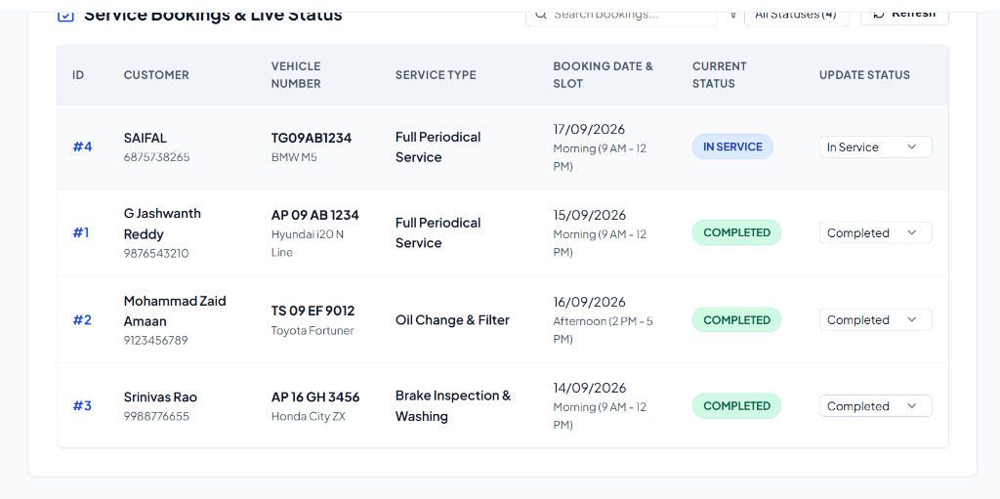 Service Bookings & Live Status
Search bookings...
All Statuses (4)
Refresh
ID
CUSTOMER
VEHICLE
NUMBER
SERVICE TYPE
BOOKING DATE &
SLOT
CURRENT
STATUS
UPDATE STATUS
#4
SAIFAL
6875738265
TG09AB1234
BMW M5
Full Periodical
Service
17/09/2026
Morning (9 AM - 12
PM)
IN SERVICE
In Service
#1
G Jashwanth
Reddy
9876543210
AP 09 AB 1234
Hyundai i20 N
Line
Full Periodical
Service
15/09/2026
Morning (9 AM - 12
PM)
COMPLETED
Completed
#2
Mohammad Zaid
Amaan
9123456789
TS 09 EF 9012
Toyota Fortuner
Oil Change & Filter
16/09/2026
Afternoon (2 PM - 5
PM)
COMPLETED
Completed
#3
Srinivas Rao
9988776655
AP 16 GH 3456
Honda City ZX
Brake Inspection &
Washing
14/09/2026
Morning (9 AM - 12
PM)
COMPLETED
Completed